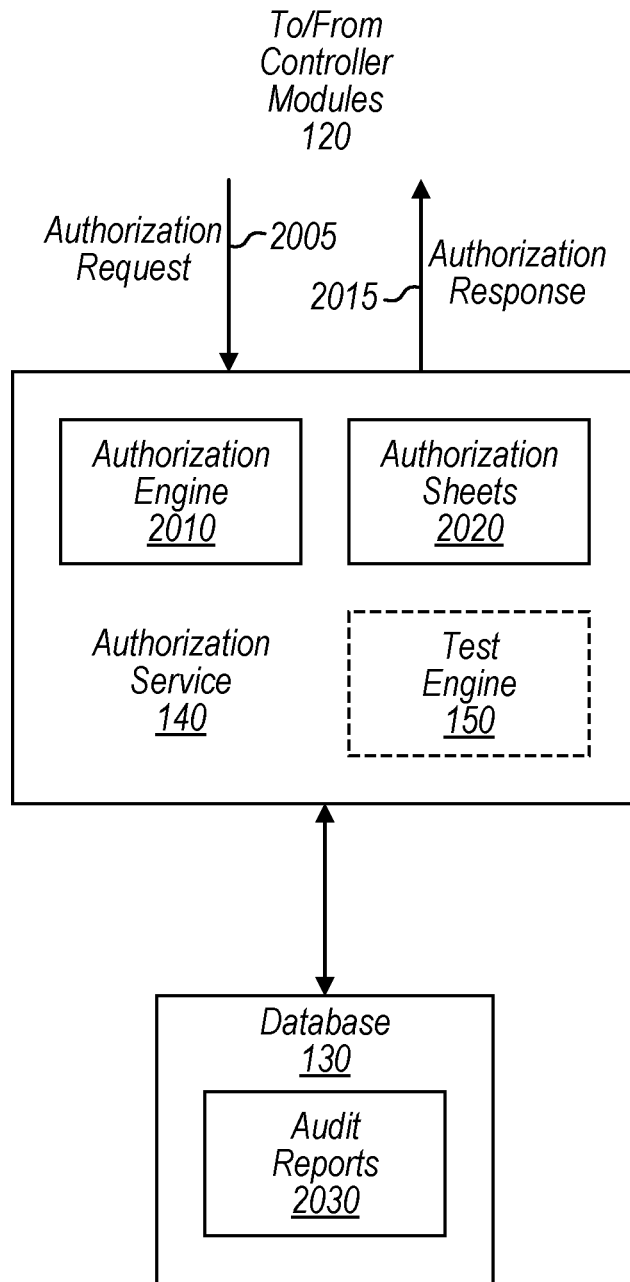 To/From
Controller
Modules
120
Authorization
Request
2005
2015
Authorization
Response
Authorization
Engine
2010
Authorization
Sheets
2020
Authorization
Service
140
Test
Engine
150
Database
130
Audit
Reports
2030